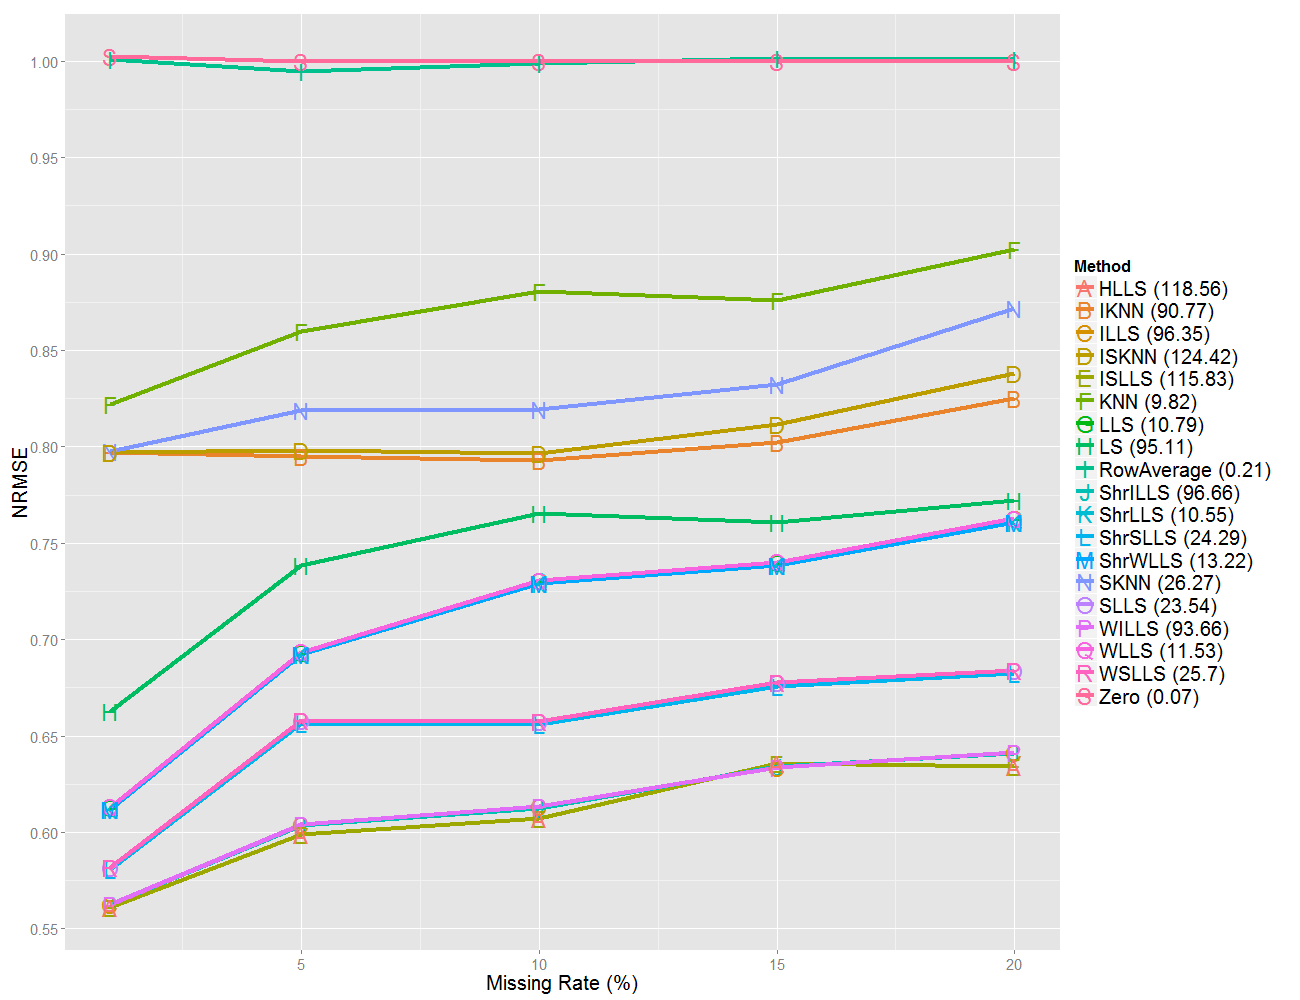 1.00
0.95
0.90
0.85
0.80
0.75
0.70
0.65
0.60
0.55
NRMSE
5
10
15
20
Missing Rate (%)
Method
A HLLS (118.56)
B IKNN (90.77)
C ILLS (96.35)
D ISKNN (124.42)
E ISLLS (115.83)
F KNN (9.82)
G LLS (10.79)
H LS (95.11)
I RowAverage (0.21)
J ShrILLS (96.66)
K ShrLLS (10.55)
L ShrSLLS (24.29)
M ShrWLLS (13.22)
N SKNN (26.27)
O SLLS (23.54)
P WILLS (93.66)
Q WLLS (11.53)
R WSLLS (25.7)
S Zero (0.07)